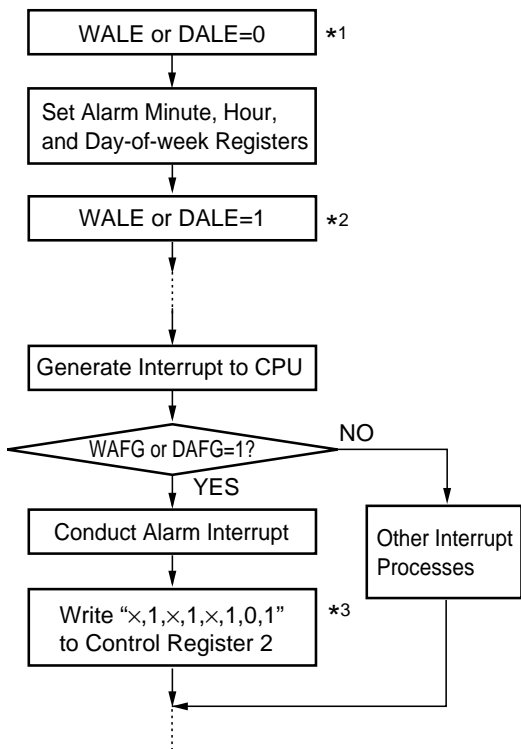 WALE or DALE=0 *1
Set Alarm Minute, Hour,
and Day-of-week Registers
WALE or DALE=1 *2
Generate Interrupt to CPU
WAFG or DAFG=1?
NO
YES
Conduct Alarm Interrupt
Other Interrupt
Processes
Write “×,1,×,1,×,1,0,1” *3
to Control Register 2